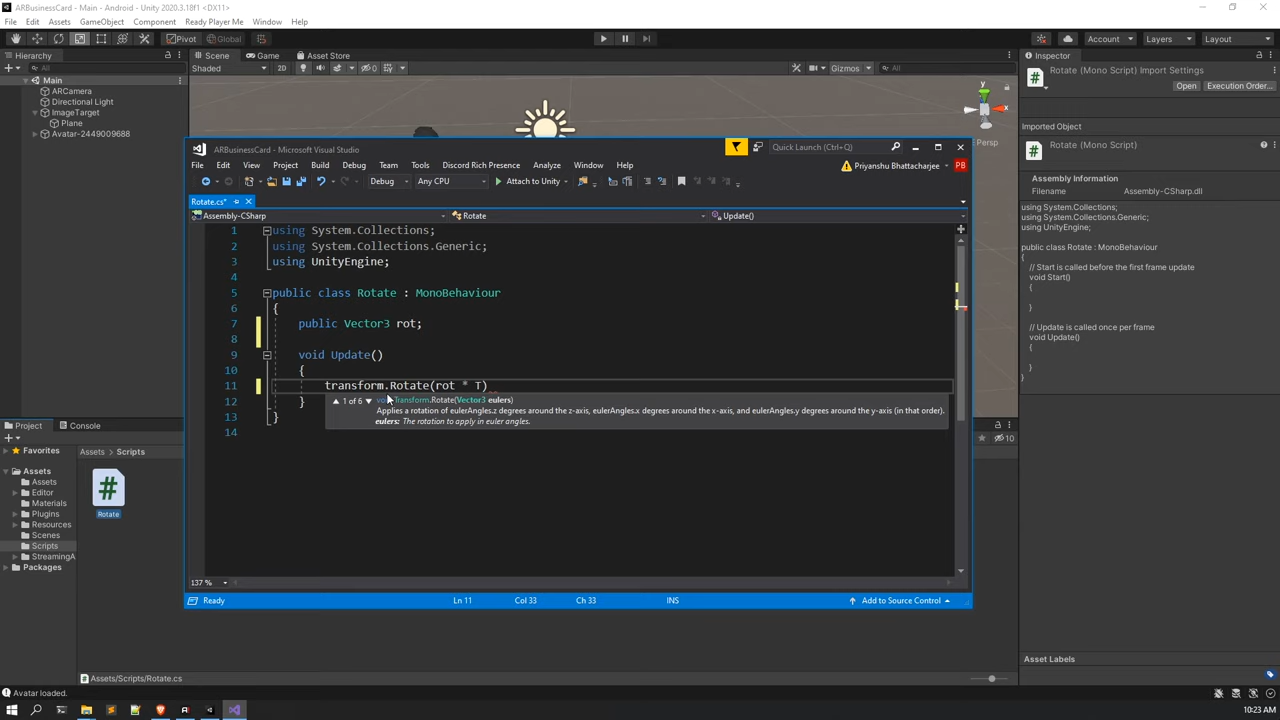 ARBusinessCard - Main - Android - Unity 2020.3.18f1 <DX11>
File Edit Assets GameObject Component Ready Player Me Window Help
Pivot Global Account Layers Layout
Hierarchy Scene Game Asset Store Inspector
All Shaded 2D 0 Gizmos All
Main
ARCamera
Directional Light
ImageTarget
Plane
Avatar-2449009688
y
x
Persp
Rotate (Mono Script) Import Settings
Open Execution Order...
Imported Object
Rotate (Mono Script)
Assembly Information
Filename Assembly-CSharp.dll
using System.Collections;
using System.Collections.Generic;
using UnityEngine;
public class Rotate : MonoBehaviour
{
// Start is called before the first frame update
void Start()
{
}
// Update is called once per frame
void Update()
{
}
}
Asset Labels
ARBusinessCard - Microsoft Visual Studio
Quick Launch (Ctrl+Q)
File Edit View Project Build Debug Team Tools Discord Rich Presence Analyze Window Help
Priyanshu Bhattacharjee PB
Debug Any CPU Attach to Unity
Rotate.cs*
Assembly-CSharp Rotate Update()
1 using System.Collections;
2 using System.Collections.Generic;
3 using UnityEngine;
4
5 public class Rotate : MonoBehaviour
6 {
7 public Vector3 rot;
8
9 void Update()
10 {
11 transform.Rotate(rot * T)
12 }
13 }
14
1 of 6 Transform.Rotate(Vector3 eulers)
Applies a rotation of eulerAngles.z degrees around the z-axis, eulerAngles.x degrees around the x-axis, and eulerAngles.y degrees around the y-axis (in that order).
eulers: The rotation to apply in euler angles.
137 %
Ready Ln 11 Col 33 Ch 33 INS Add to Source Control
Project Console
10
Favorites
Assets
Assets
Editor
Materials
Plugins
Resources
Scenes
Scripts
StreamingA
Packages
Assets > Scripts
Rotate
Assets/Scripts/Rotate.cs
Avatar loaded.
10:23 AM